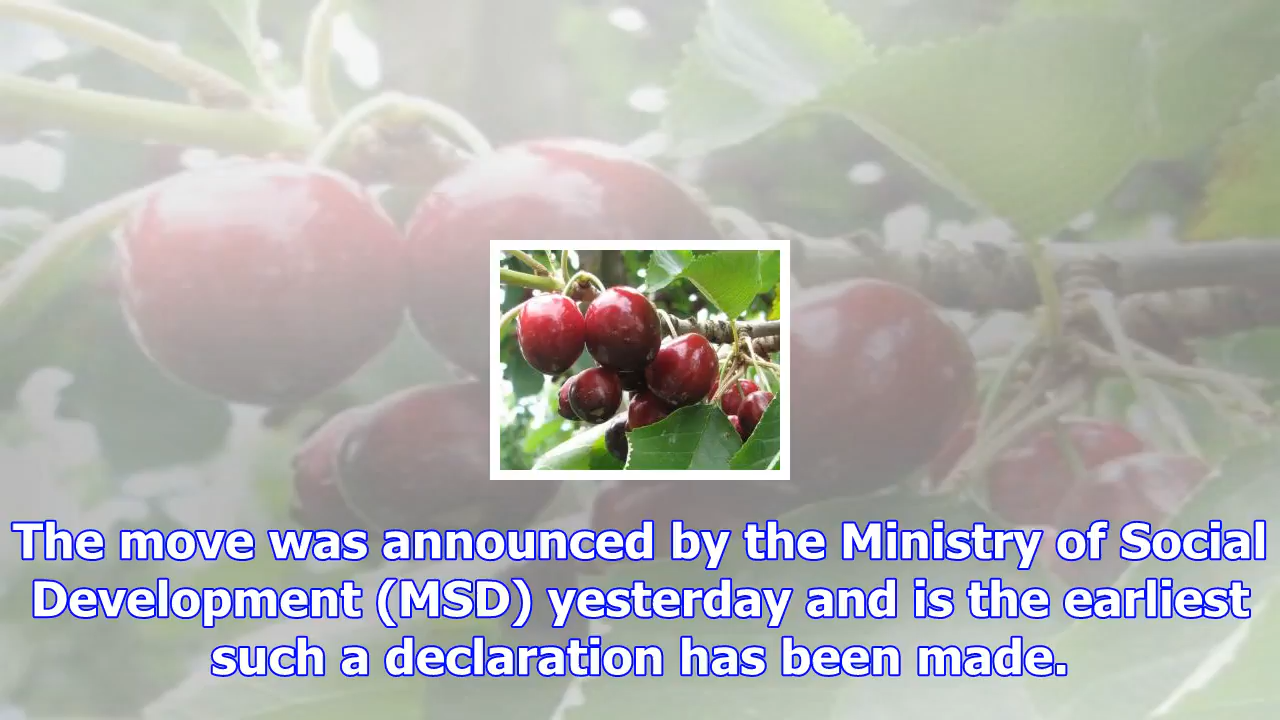 The move was announced by the Ministry of Social
Development (MSD) yesterday and is the earliest
such a declaration has been made.